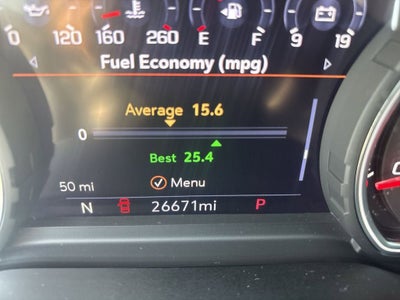 0 120 160 260 E F 9 19
Fuel Economy (mpg)
Average 15.6
0
Best 25.4
50 mi Menu
N 26671mi P